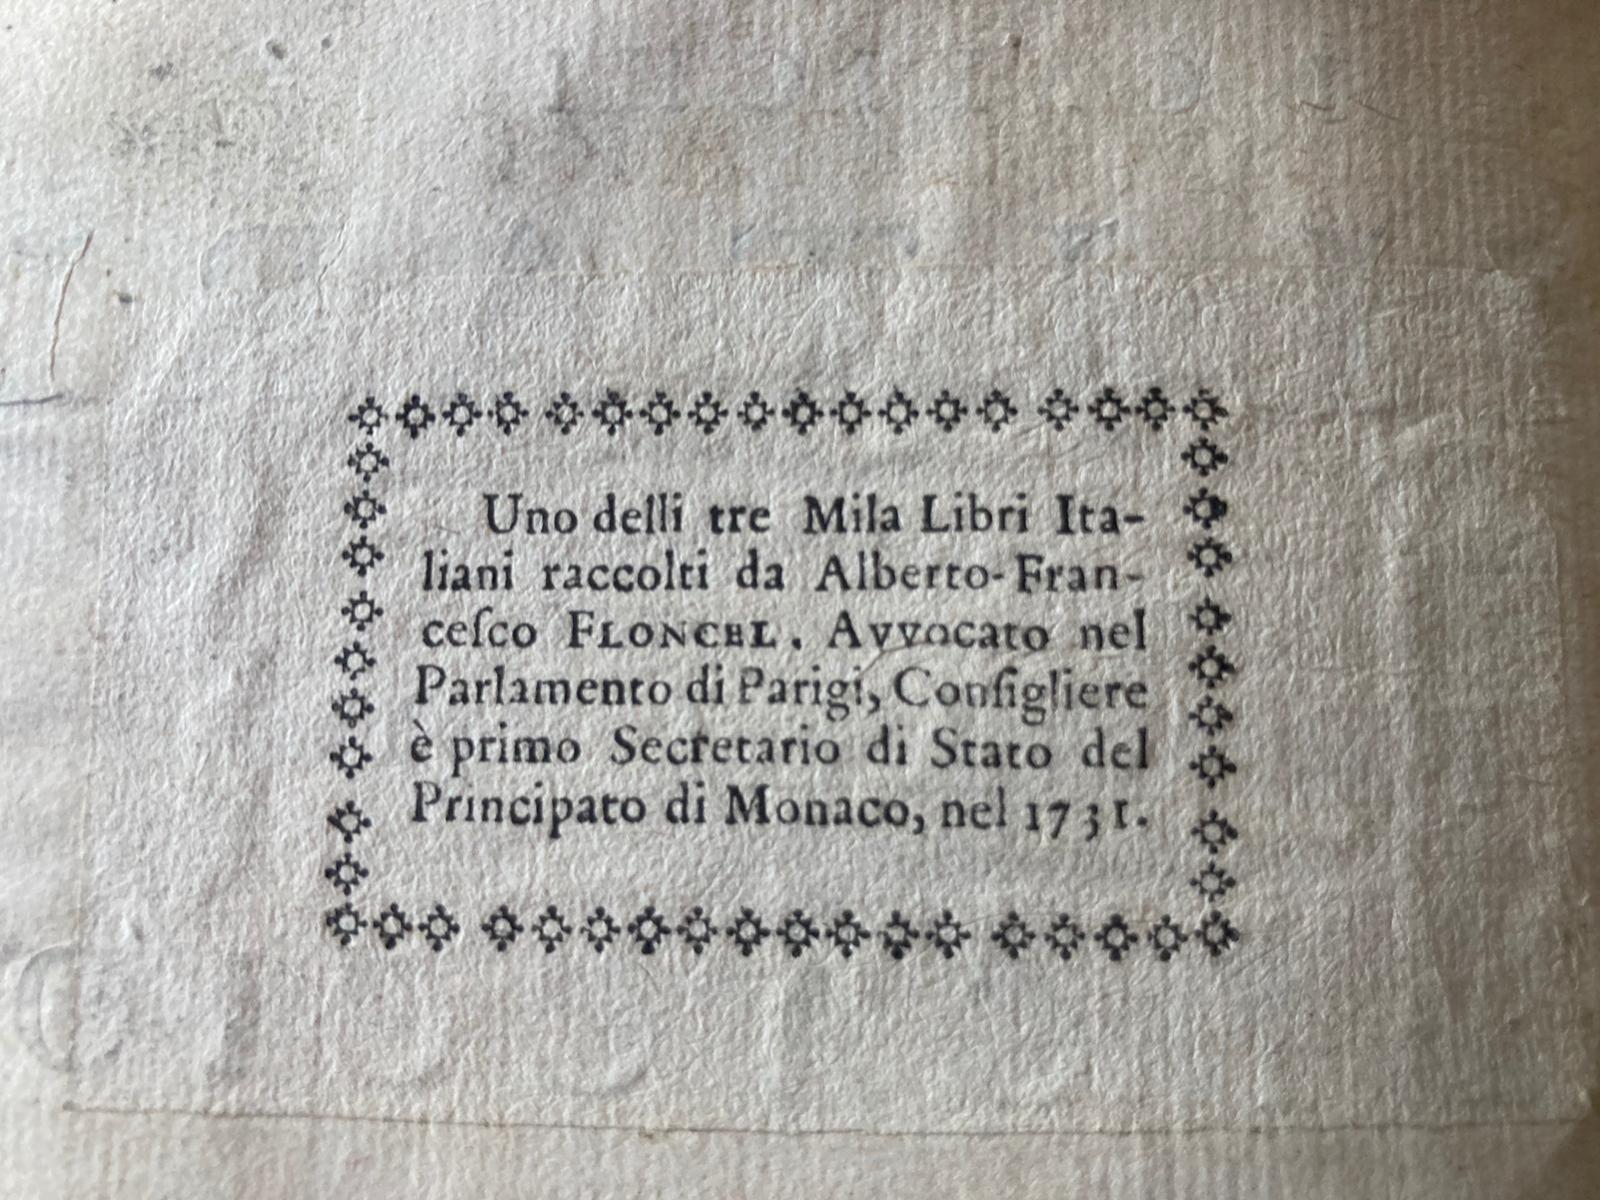 Uno delli tre Mila Libri Ita-
liani raccolti da Alberto-Fran-
ceſco FLONCEL. Avvocato nel
Parlamento di Parigi, Conſigliere
è primo Secretario di Stato del
Principato di Monaco, nel 1731.